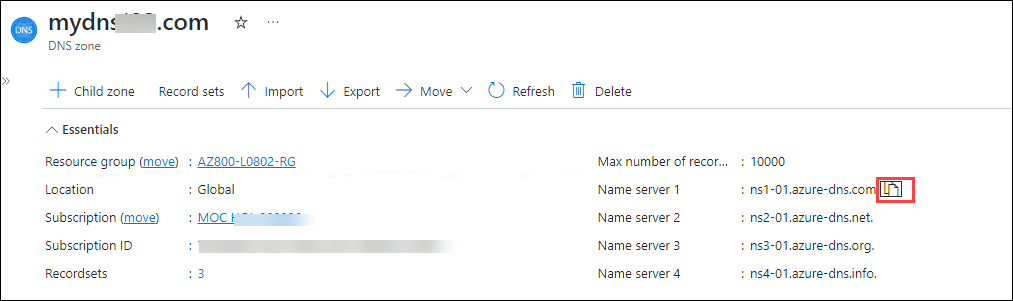 mydns .com
DNS
DNS zone
Child zone Record sets Import Export Move Refresh Delete
Essentials
Resource group (move) : AZ800-L0802-RG
Location : Global
Subscription (move) : MOC
Subscription ID :
Recordsets : 3
Max number of recor... : 10000
Name server 1 : ns1-01.azure-dns.com
Name server 2 : ns2-01.azure-dns.net.
Name server 3 : ns3-01.azure-dns.org.
Name server 4 : ns4-01.azure-dns.info.